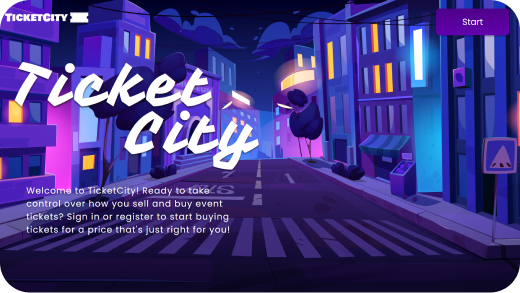 TICKETCITY
Start
Ticket
City
Welcome to TicketCity! Ready to take
control over how you sell and buy event
tickets? Sign in or register to start buying
tickets for a price that's just right for you!